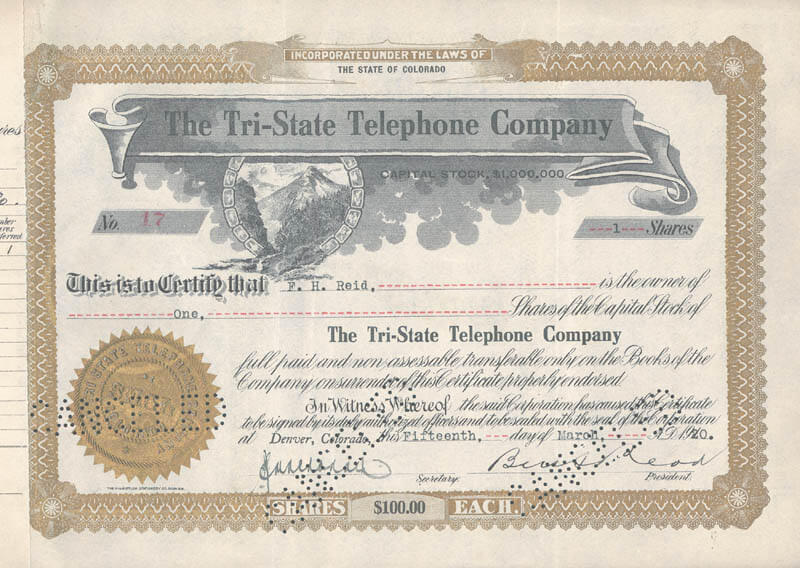 INCORPORATED UNDER THE LAWS OF
THE STATE OF COLORADO
The Tri-State Telephone Company
CAPITAL STOCK, $1,000,000
No. 17
1 Shares
This is to Certify that F. H. Reid, is the owner of
One, Shares of the Capital Stock of
The Tri-State Telephone Company
full paid and non-assessable transferable only on the Books of the
Company on surrender of this Certificate properly endorsed
In Witness Whereof the said Corporation has caused this Certificate
to be signed by its duly authorized officers and to be sealed with the seal of the Corporation
at Denver, Colorado, this Fifteenth, day of March, A.D. 1920.
Secretary. President.
SHARES $100.00 EACH.